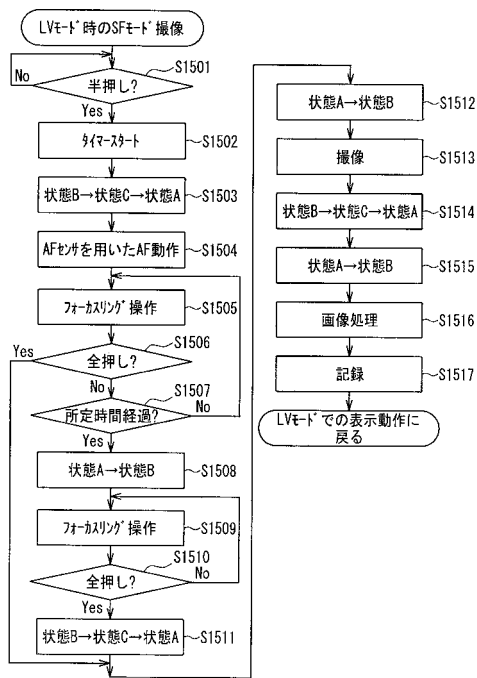 LVﾓｰﾄﾞ時のSFﾓｰﾄﾞ撮像
S1501
No
半押し?
Yes
ﾀｲﾏｰｽﾀｰﾄ
S1502
状態B→状態C→状態A
S1503
AFｾﾝｻを用いたAF動作
S1504
ﾌｫｰｶｽﾘﾝｸﾞ操作
S1505
S1506
Yes
全押し?
No
S1507
所定時間経過?
No
Yes
状態A→状態B
S1508
ﾌｫｰｶｽﾘﾝｸﾞ操作
S1509
S1510
全押し?
No
Yes
状態B→状態C→状態A
S1511
状態A→状態B
S1512
撮像
S1513
状態B→状態C→状態A
S1514
状態A→状態B
S1515
画像処理
S1516
記録
S1517
LVﾓｰﾄﾞでの表示動作に
戻る